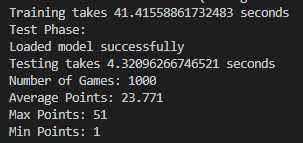 Training takes 41.41558861732483 seconds
Test Phase:
Loaded model successfully
Testing takes 4.32096266746521 seconds
Number of Games: 1000
Average Points: 23.771
Max Points: 51
Min Points: 1